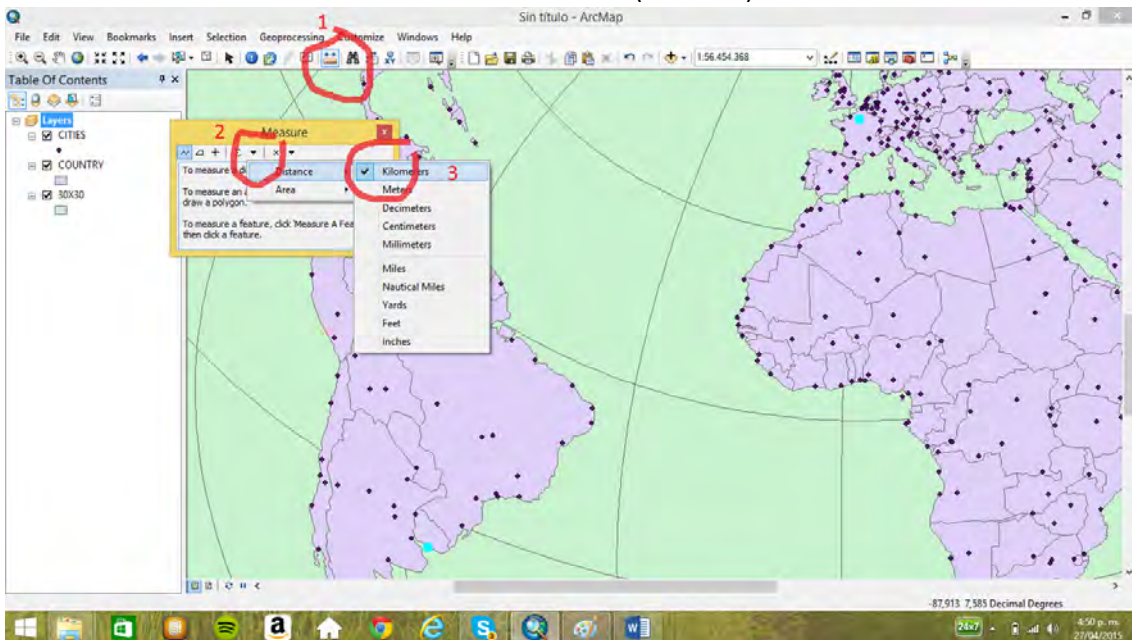 Sin título - ArcMap
1
File Edit View Bookmarks Insert Selection Geoprocessing Customize Windows Help
1:56.454.368
Table Of Contents
Layers
CITIES
COUNTRY
30X30
2 Measure
To measure a d
Distance
Kilometers 3
To measure an a
draw a polygon.
Area
Meters
Decimeters
To measure a feature, click 'Measure A Fea
then click a feature.
Centimeters
Millimeters
Miles
Nautical Miles
Yards
Feet
Inches
-87,913 7,585 Decimal Degrees
24x7
4:50 p. m.
27/04/2015